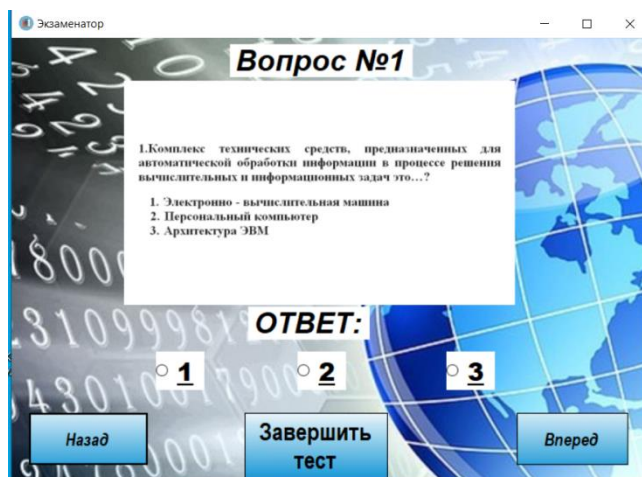 Экзаменатор
Вопрос №1
1.Комплекс технических средств, предназначенных для
автоматической обработки информации в процессе решения
вычислительных и информационных задач это…?
1. Электронно - вычислительная машина
2. Персональный компьютер
3. Архитектура ЭВМ
ОТВЕТ:
1 2 3
Назад
Завершить
тест
Вперед